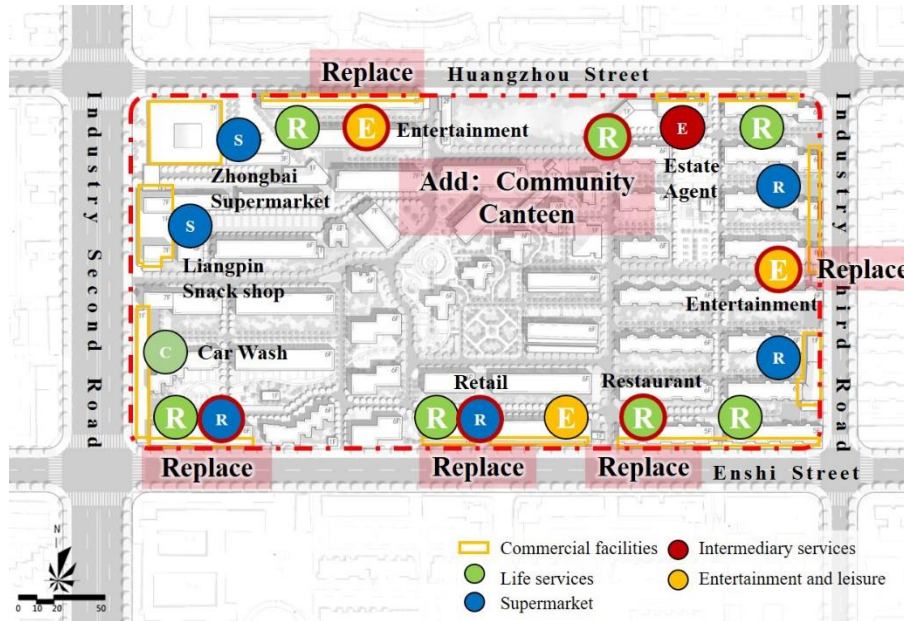 Replace
Huangzhou Street
Industry Second Road
Industry Third Road
R
E
Entertainment
R
E
R
S
Zhongbai
Supermarket
Estate
Agent
Add: Community
Canteen
R
S
Liangpin
Snack shop
E
Replace
Entertainment
C
Car Wash
R
Retail
Restaurant
R
R
R
R
E
R
R
Replace
Replace
Replace
Enshi Street
N
0 10 20 50
Commercial facilities
Intermediary services
Life services
Entertainment and leisure
Supermarket